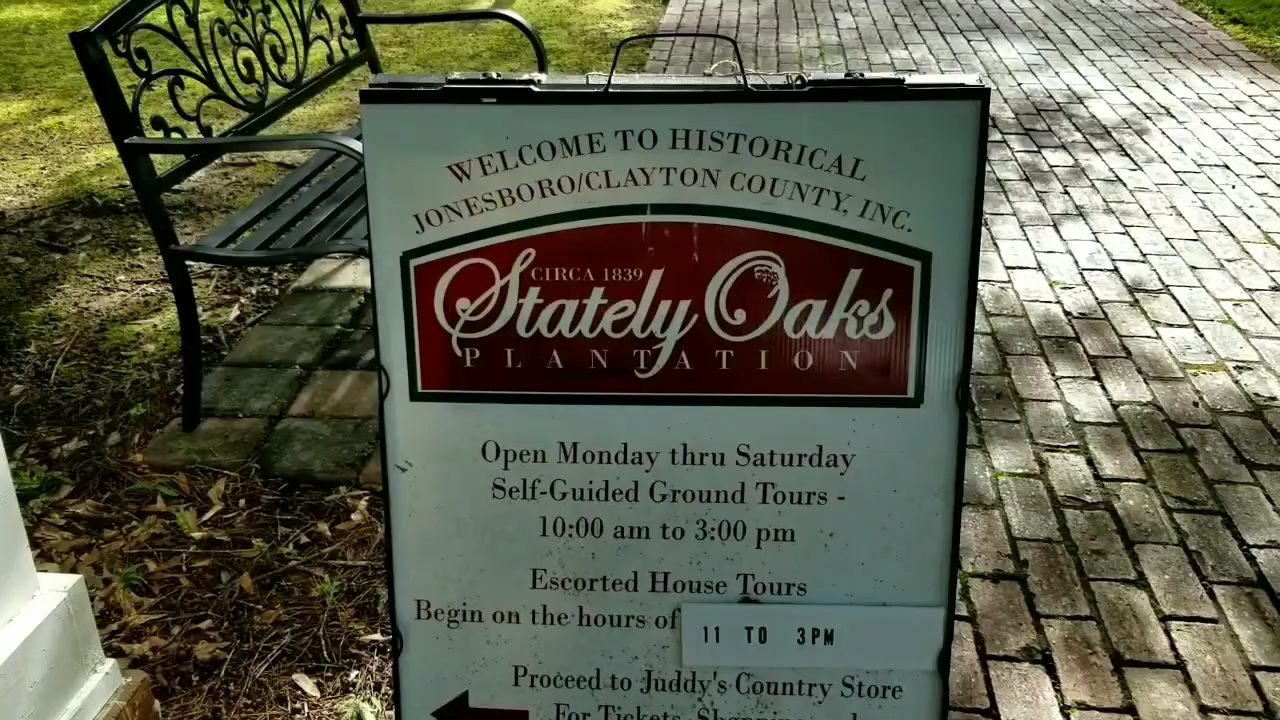 WELCOME TO HISTORICAL
JONESBORO/CLAYTON COUNTY, INC.
CIRCA 1839
Stately Oaks
PLANTATION
Open Monday thru Saturday
Self-Guided Ground Tours -
10:00 am to 3:00 pm
Escorted House Tours
Begin on the hours of 11 TO 3PM
Proceed to Juddy's Country Store
For Tickets, Shopping and